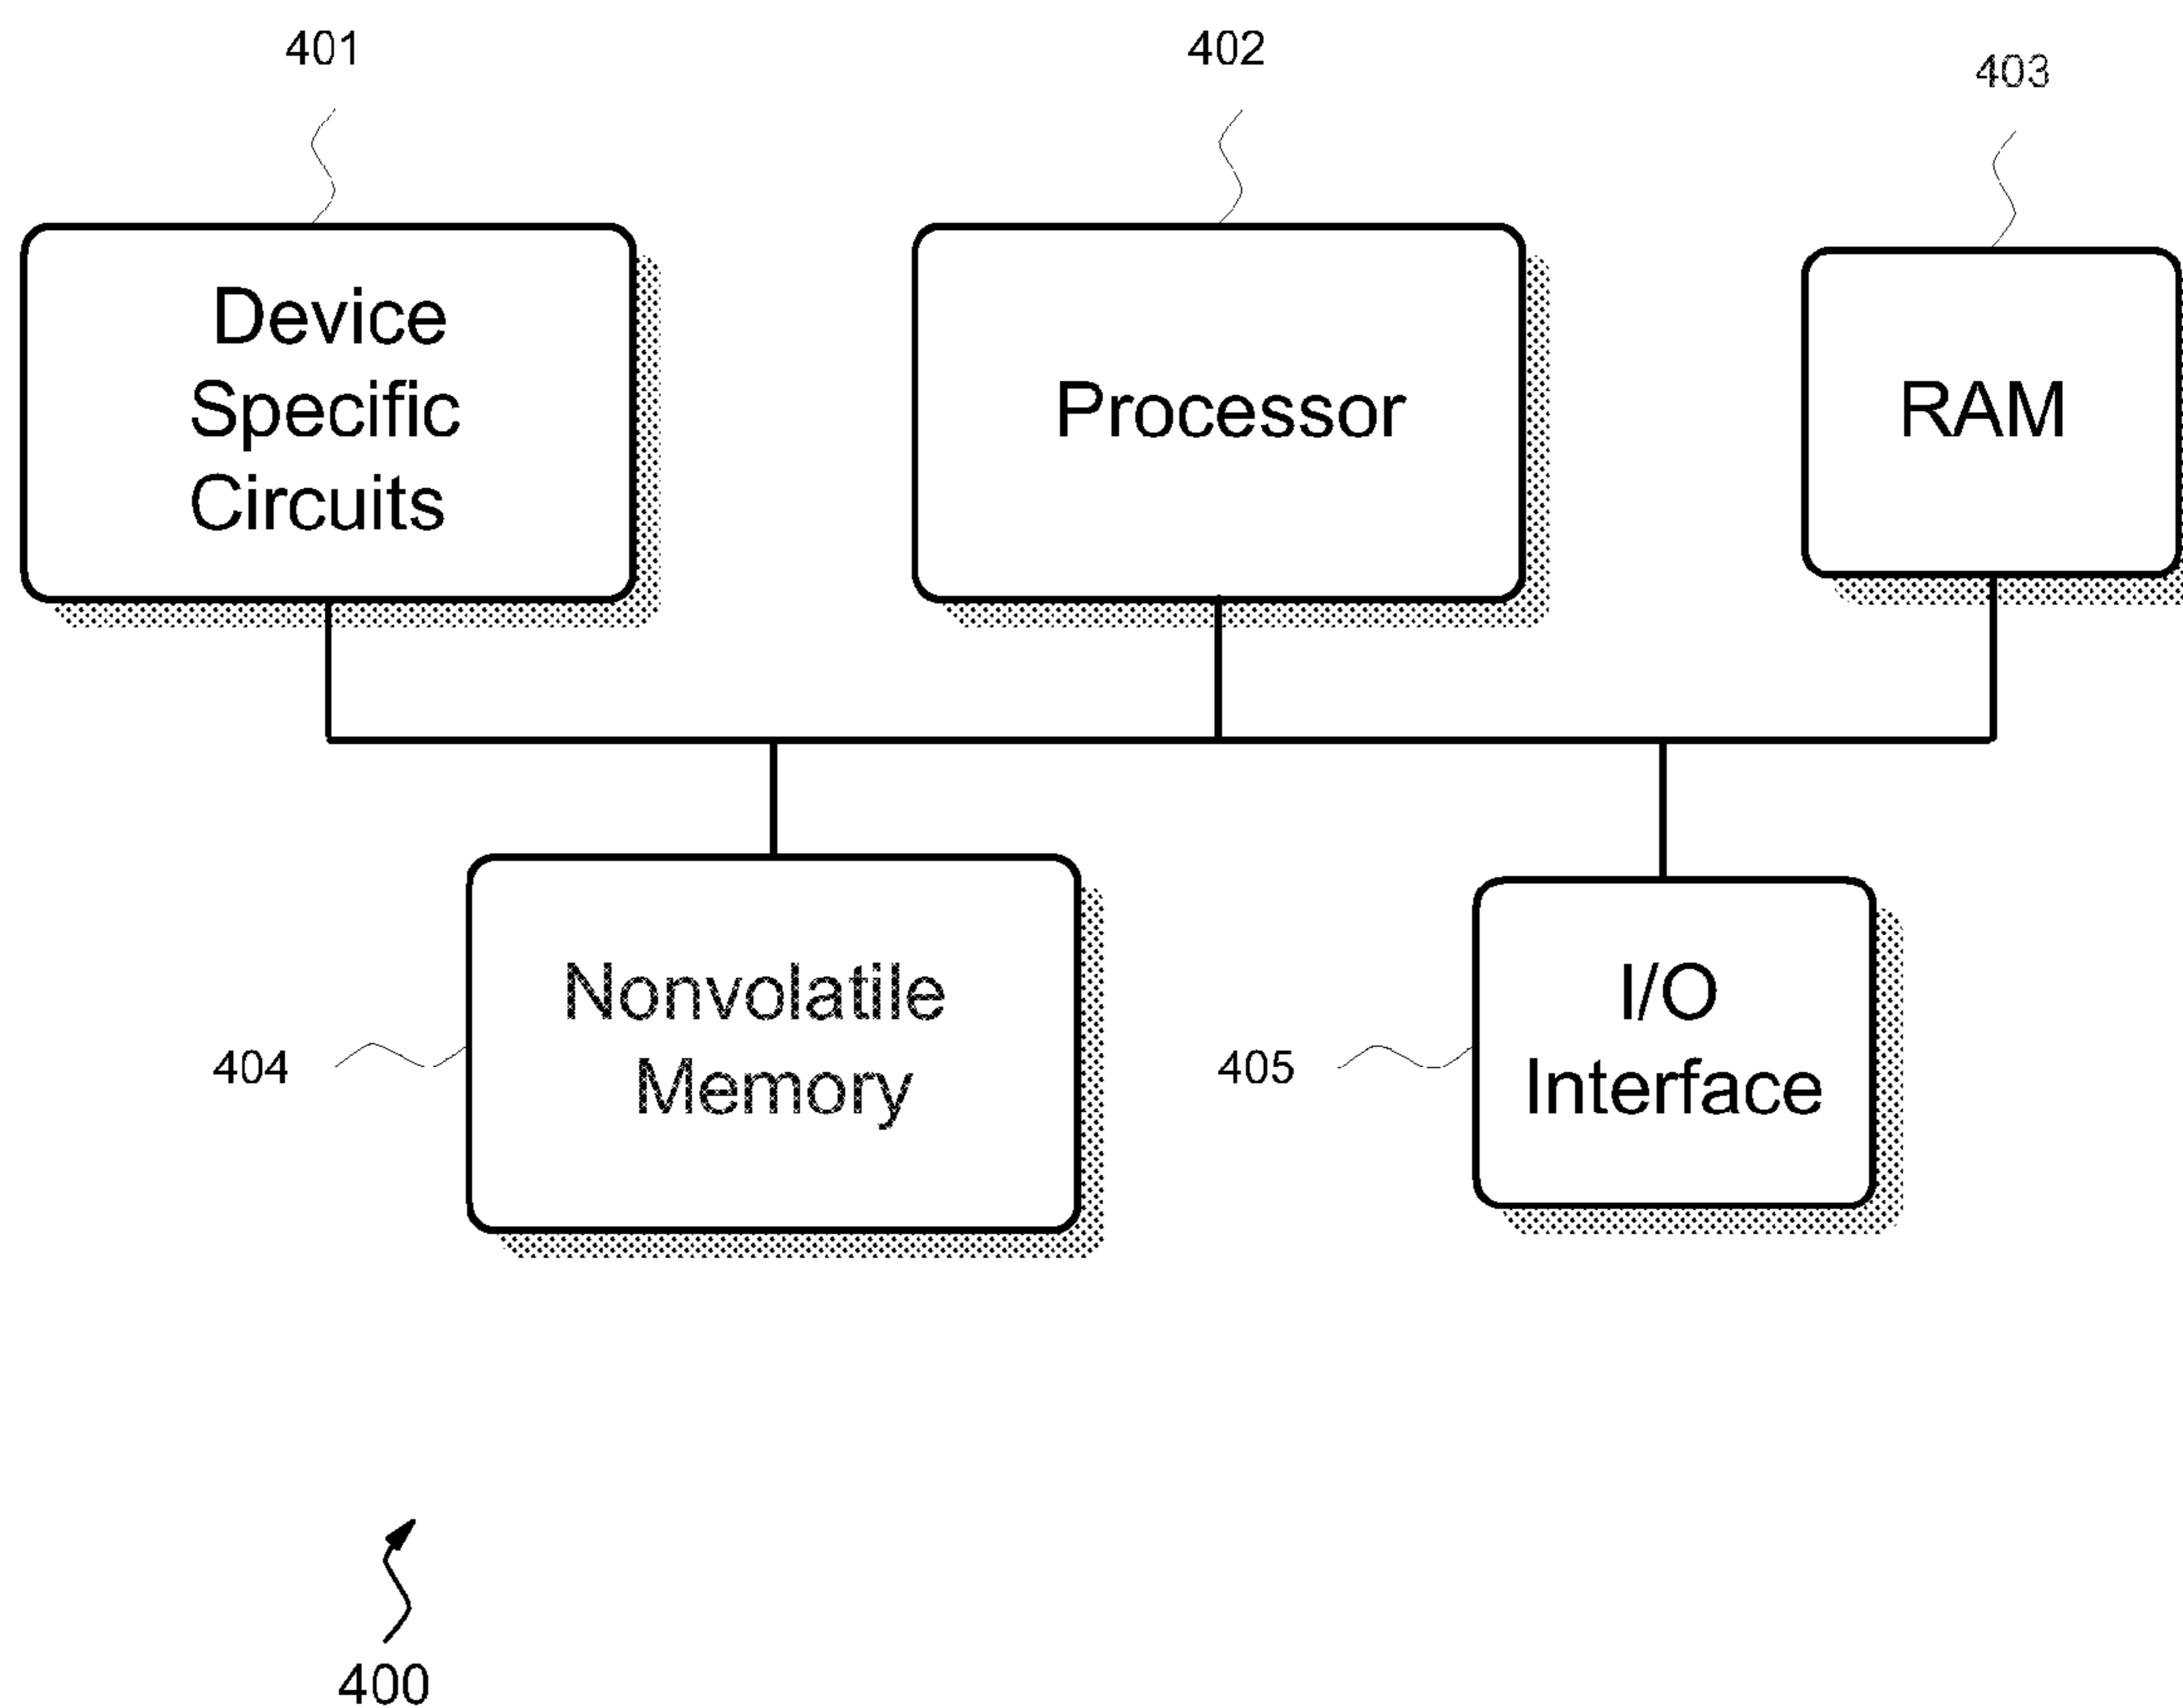 401
402
403
Device
Specific
Circuits
Processor
RAM
Nonvolatile
Memory
404
I/O
Interface
405
400